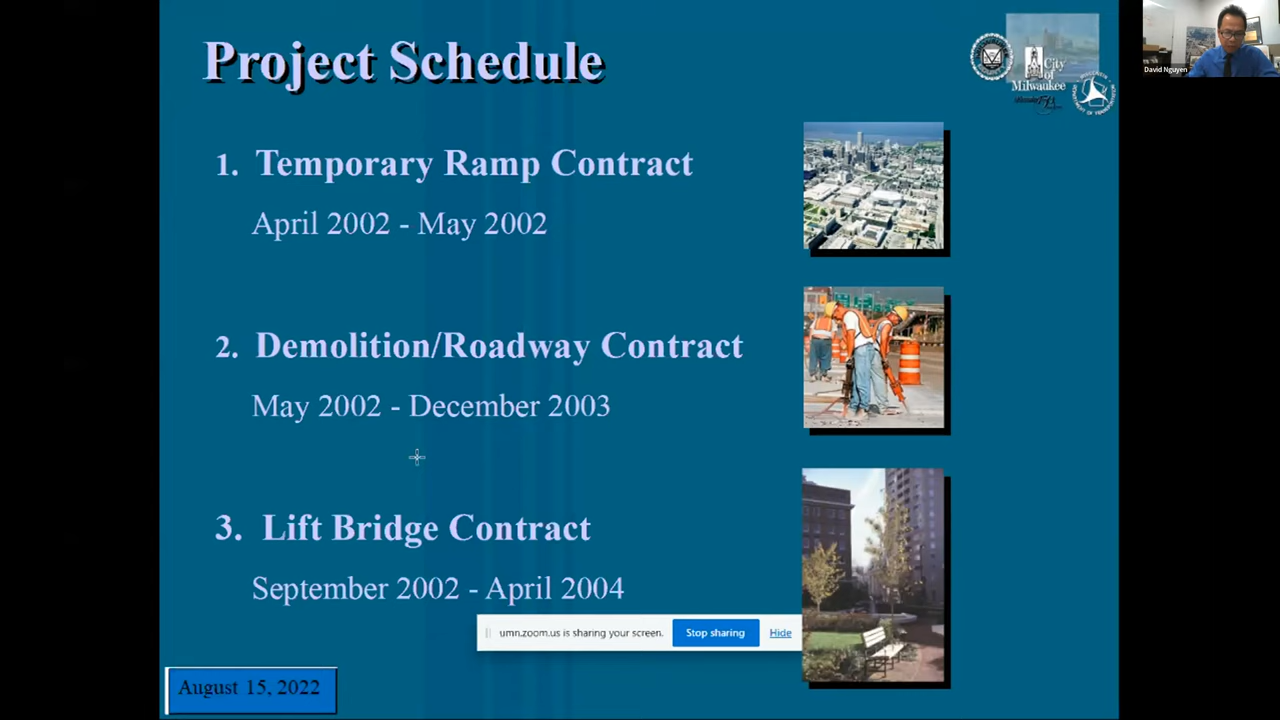 Project Schedule
City
of
Milwaukee
David Nguyen
1. Temporary Ramp Contract
April 2002 - May 2002
2. Demolition/Roadway Contract
May 2002 - December 2003
3. Lift Bridge Contract
September 2002 - April 2004
umn.zoom.us is sharing your screen.
Stop sharing
Hide
August 15, 2022